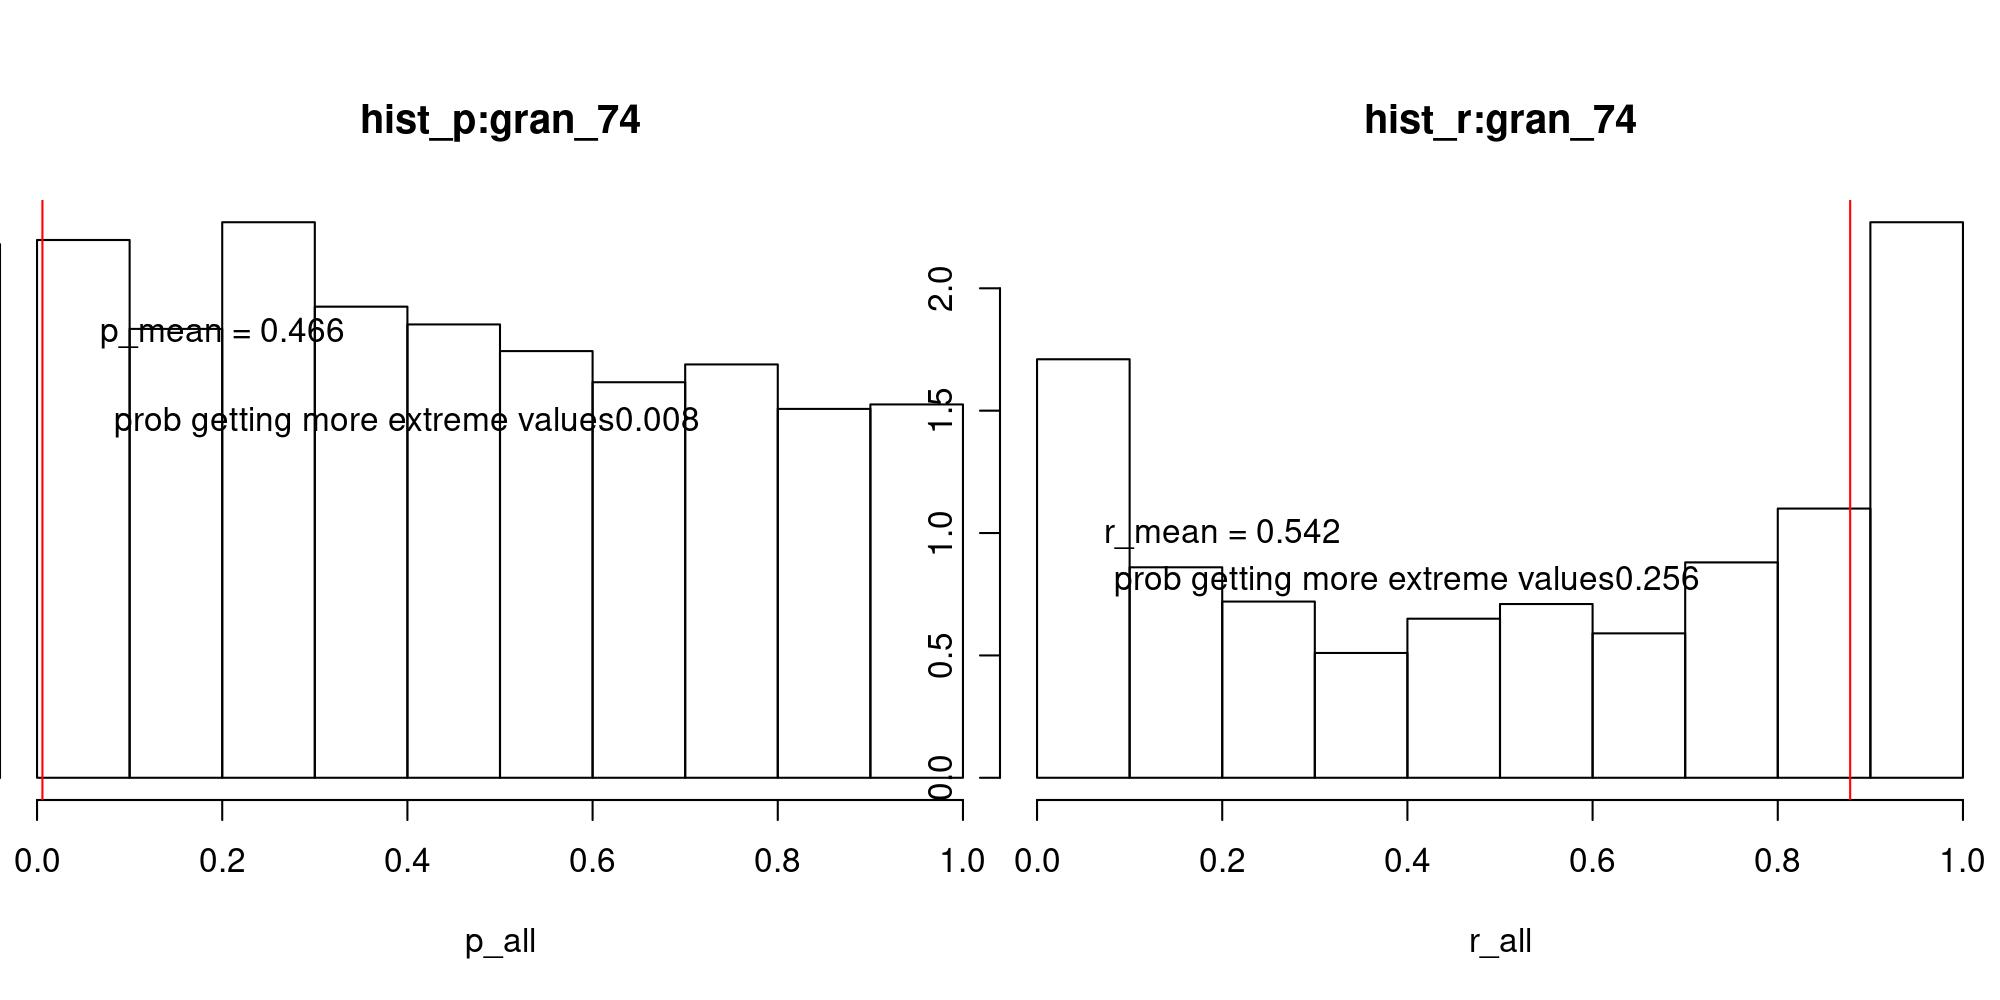 hist_p:gran_74
p_mean = 0.466
prob getting more extreme values0.008
0.0 0.2 0.4 0.6 0.8 1.0
p_all
hist_r:gran_74
2.0
1.5
1.0
0.5
0.0
r_mean = 0.542
prob getting more extreme values0.256
0.0 0.2 0.4 0.6 0.8 1.0
r_all